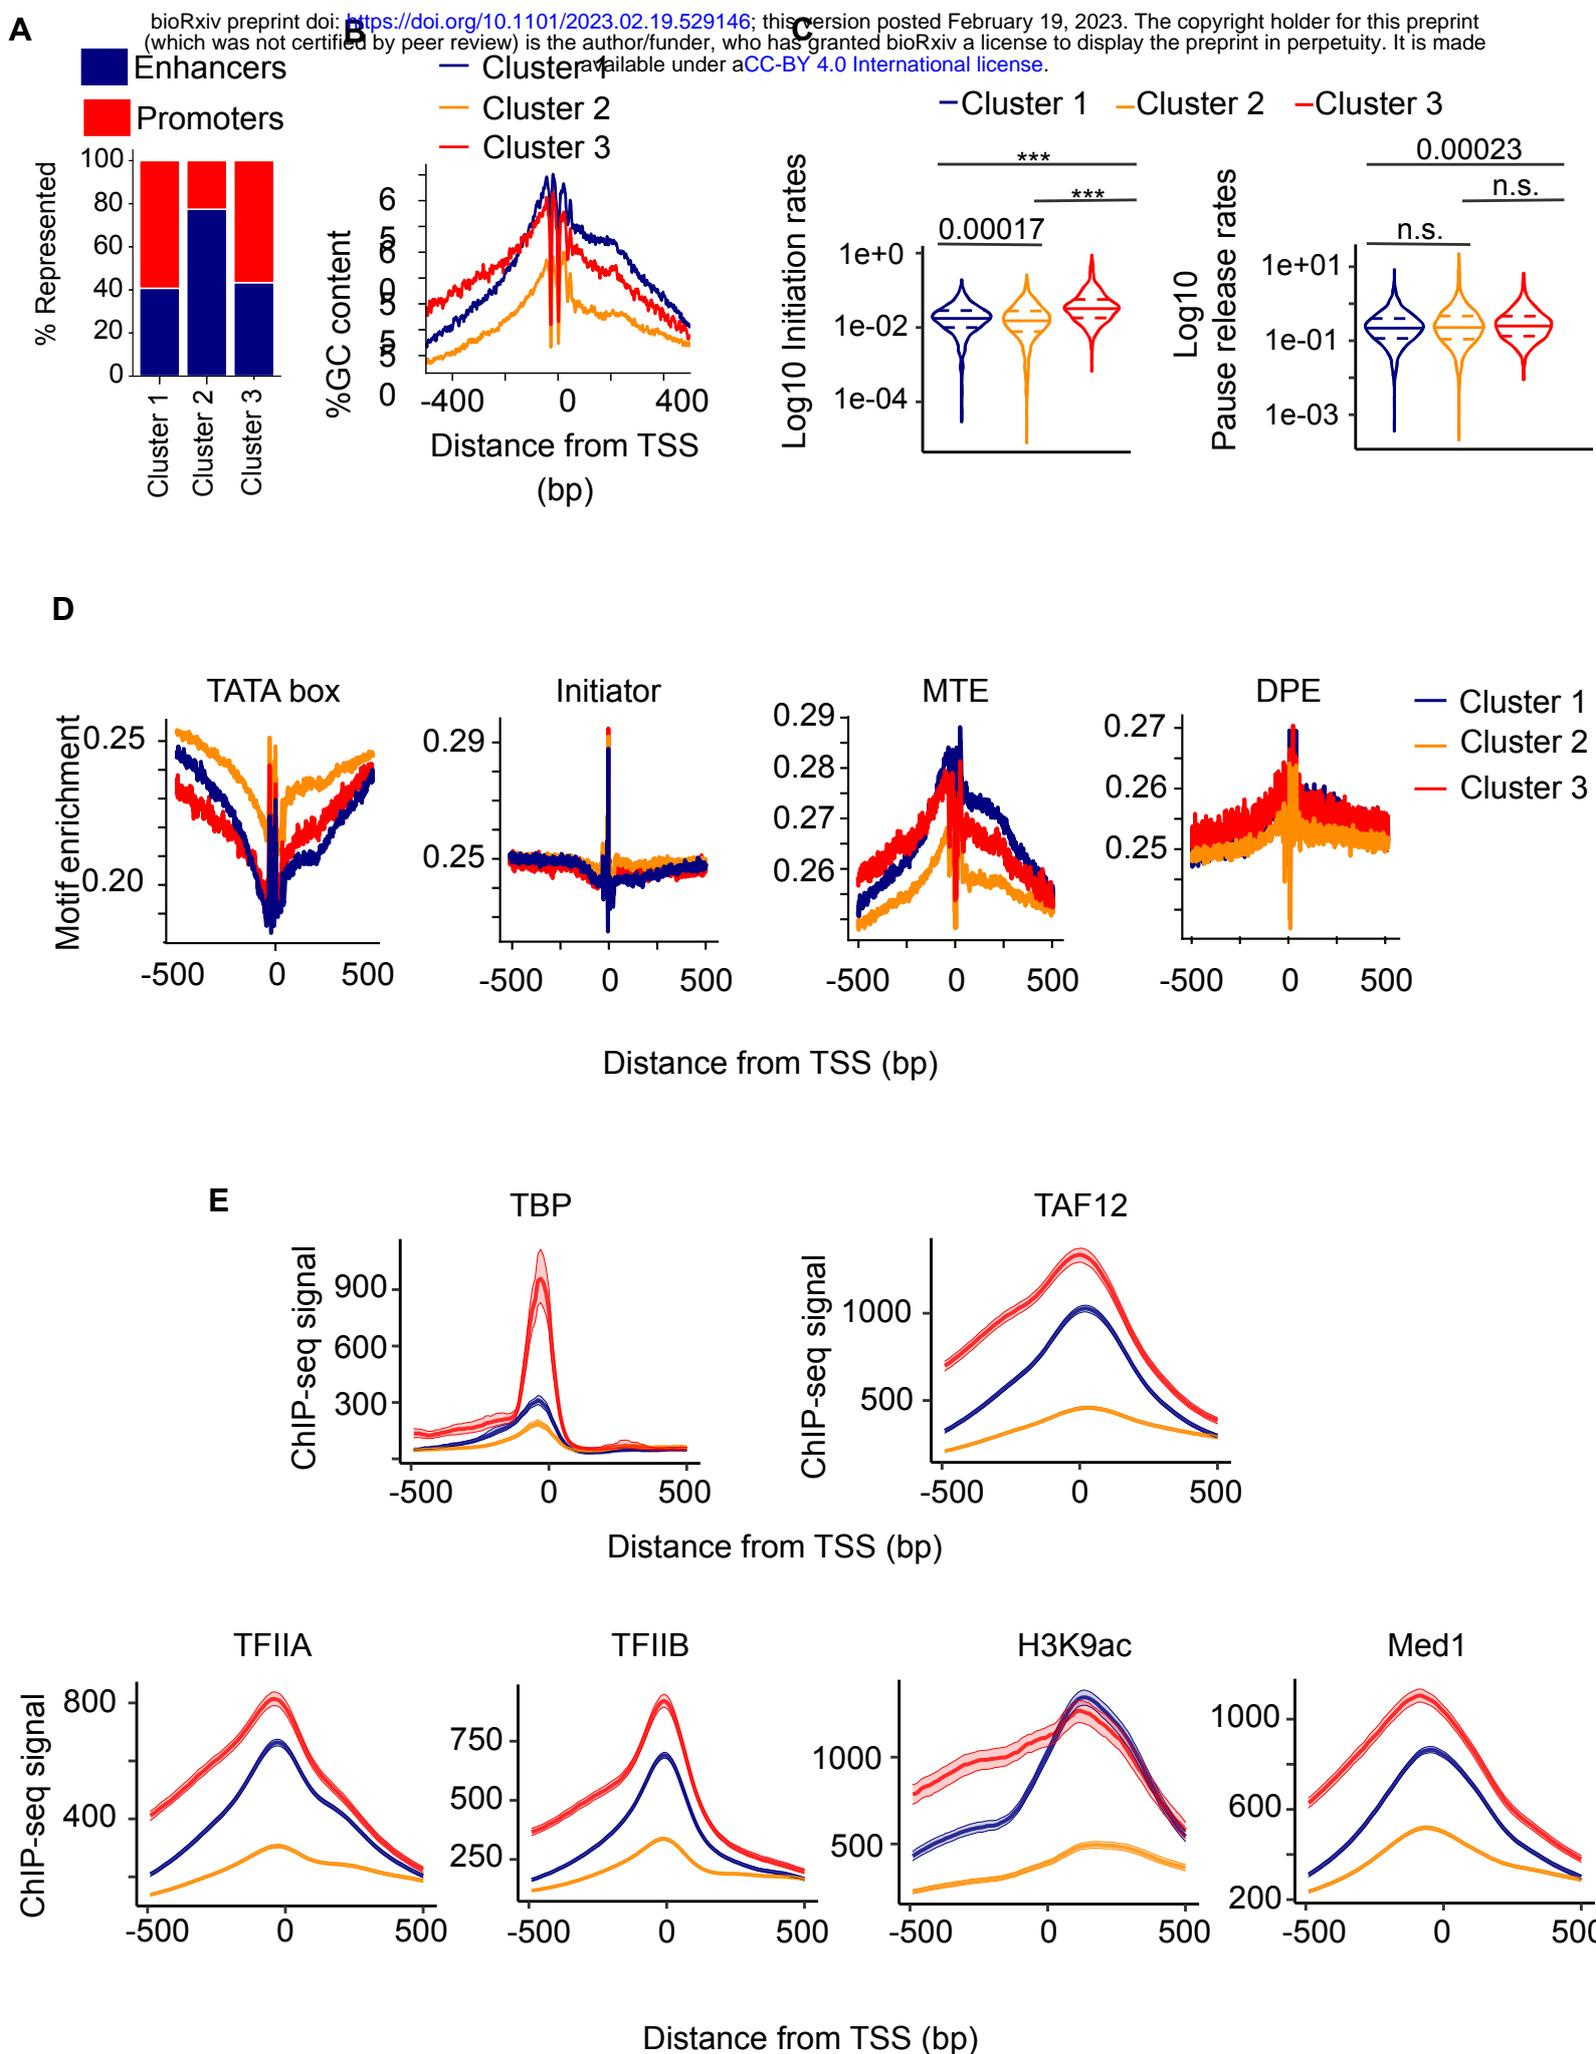 bioRxiv preprint doi: https://doi.org/10.1101/2023.02.19.529146; this version posted February 19, 2023. The copyright holder for this preprint
(which was not certified by peer review) is the author/funder, who has granted bioRxiv a license to display the preprint in perpetuity. It is made
available under aCC-BY 4.0 International license.
A
Enhancers
Promoters
% Represented
100
80
60
40
20
0
Cluster 1
Cluster 2
Cluster 3
B
Cluster 1
Cluster 2
Cluster 3
%GC content
6
5
6
0
5
5
5
0
-400
0
400
Distance from TSS
(bp)
C
Cluster 1
Cluster 2
Cluster 3
Log10 Initiation rates
***
***
0.00017
1e+0
1e-02
1e-04
Log10
Pause release rates
0.00023
n.s.
n.s.
1e+01
1e-01
1e-03
D
TATA box
Motif enrichment
0.25
0.20
-500
0
500
Initiator
0.29
0.25
-500
0
500
MTE
0.29
0.28
0.27
0.26
-500
0
500
DPE
0.27
0.26
0.25
-500
0
500
Cluster 1
Cluster 2
Cluster 3
Distance from TSS (bp)
E
TBP
ChIP-seq signal
900
600
300
-500
0
500
TAF12
ChIP-seq signal
1000
500
-500
0
500
Distance from TSS (bp)
TFIIA
ChIP-seq signal
800
400
-500
0
500
TFIIB
750
500
250
-500
0
500
H3K9ac
1000
500
-500
0
500
Med1
1000
600
200
-500
0
500
Distance from TSS (bp)